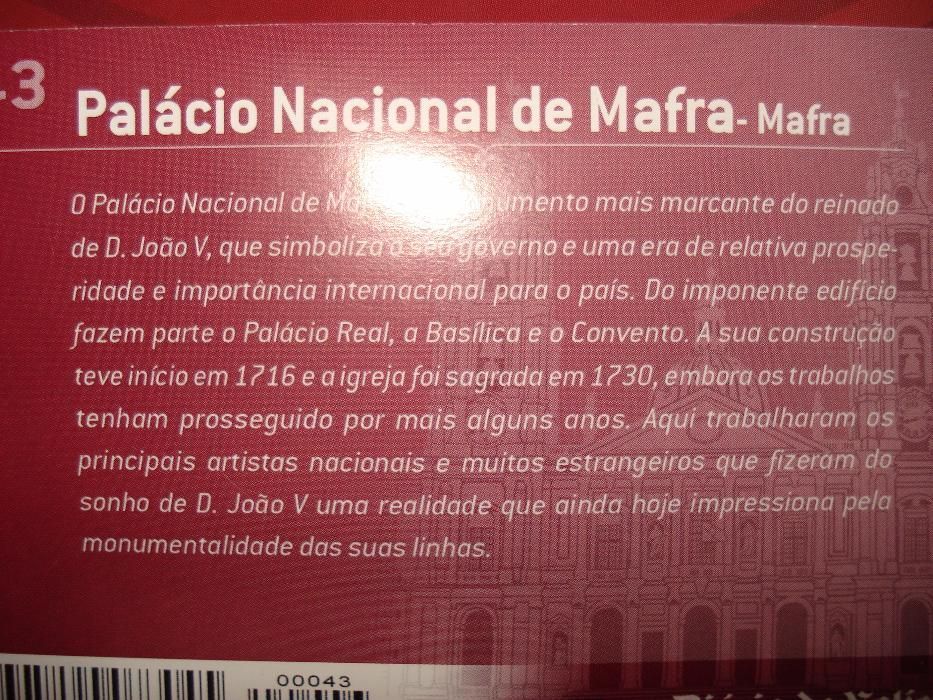 43
Palácio Nacional de Mafra - Mafra
O Palácio Nacional de mais marcante do reinado
de D. João V, que simboliza o seu governo e uma era de relativa prospe-
ridade e importância internacional para o país. Do imponente edifício
fazem parte o Palácio Real, a Basílica e o Convento. A sua construção
teve início em 1716 e a igreja foi sagrada em 1730, embora os trabalhos
tenham prosseguido por mais alguns anos. Aqui trabalharam os
principais artistas nacionais e muitos estrangeiros que fizeram do
sonho de D. João V uma realidade que ainda hoje impressiona pela
monumentalidade das suas linhas.
00043